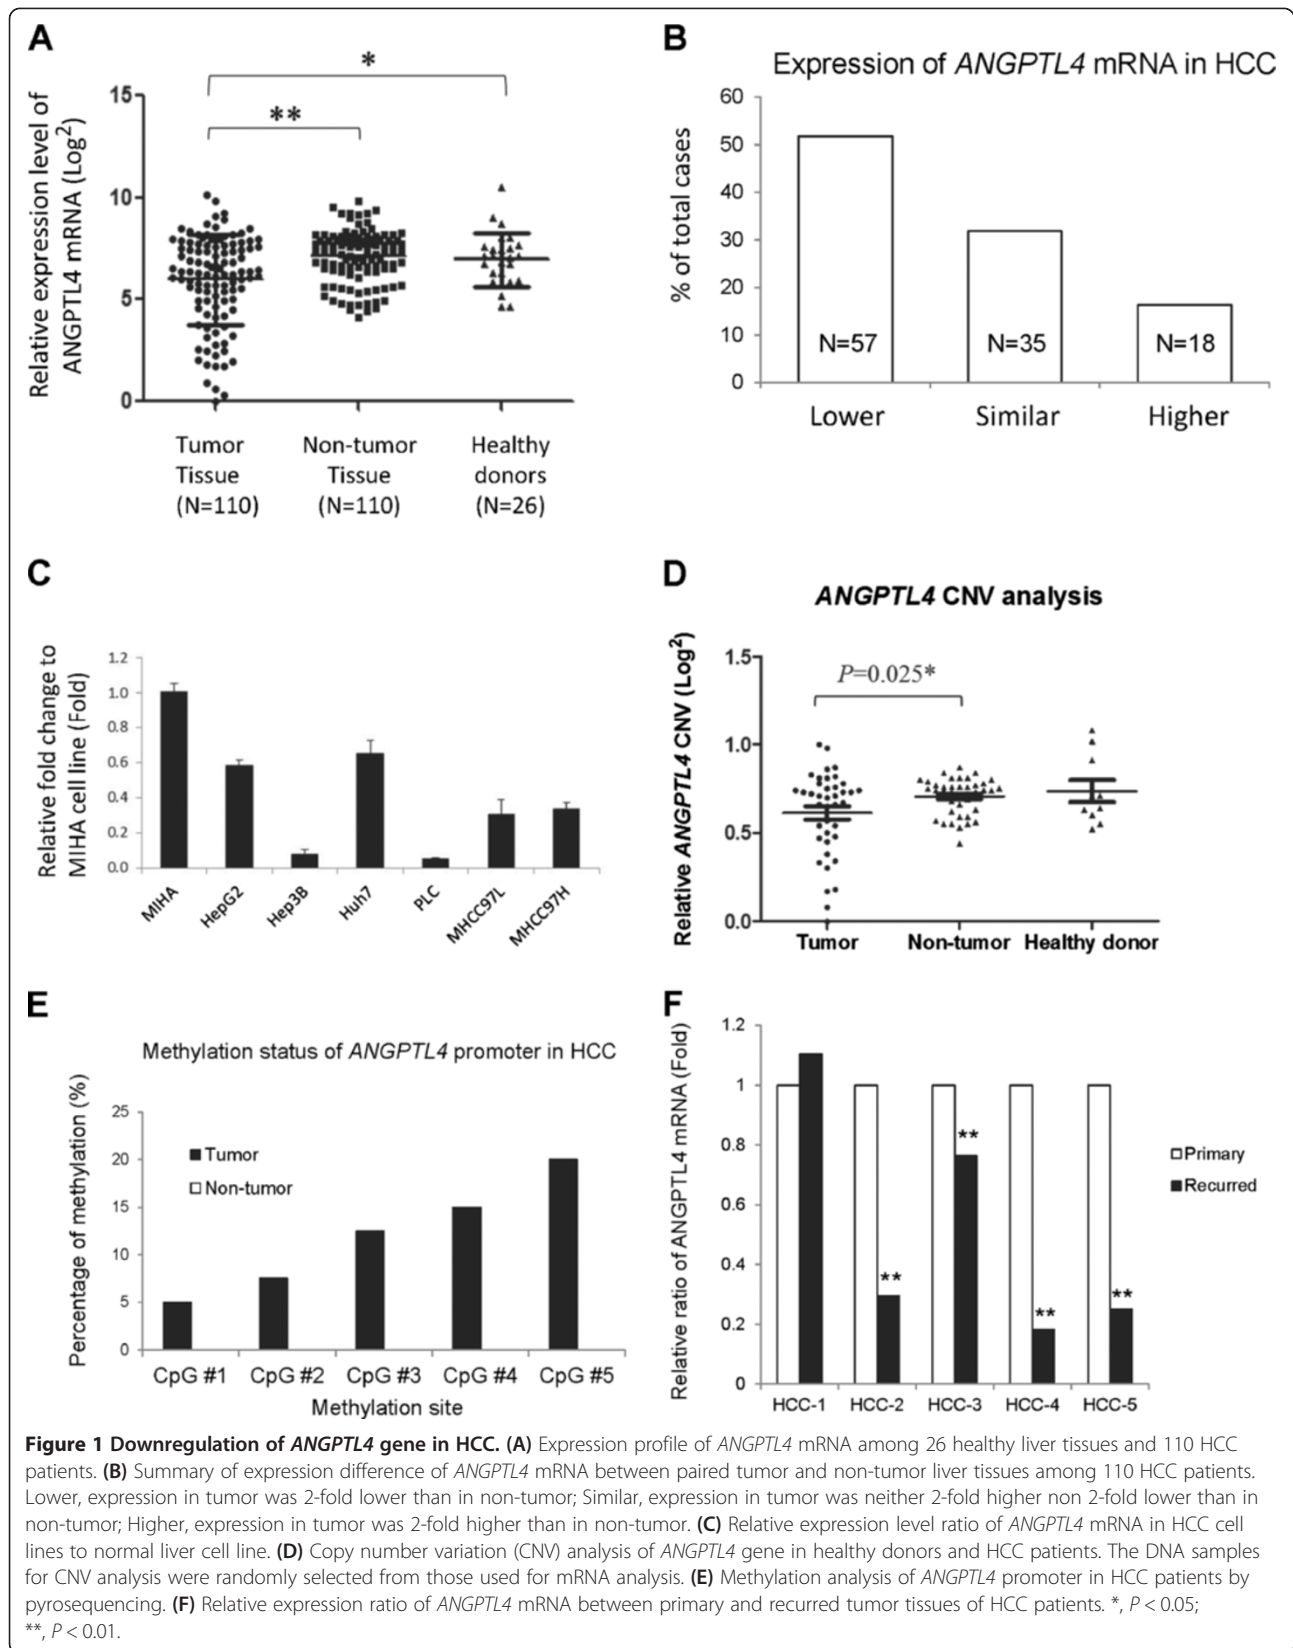 A
*
**
Relative expression level of
ANGPTL4 mRNA (Log²)
15
10
5
0
Tumor
Tissue
(N=110)
Non-tumor
Tissue
(N=110)
Healthy
donors
(N=26)
B
Expression of ANGPTL4 mRNA in HCC
% of total cases
60
50
40
30
20
10
0
N=57
N=35
N=18
Lower
Similar
Higher
C
Relative fold change to
MIHA cell line (Fold)
1.2
1.0
0.8
0.6
0.4
0.2
0.0
MIHA
HepG2
Hep3B
Huh7
PLC
MHCC97L
MHCC97H
D
ANGPTL4 CNV analysis
Relative ANGPTL4 CNV (Log²)
1.5
1.0
0.5
0.0
P=0.025*
Tumor
Non-tumor
Healthy donor
E
Methylation status of ANGPTL4 promoter in HCC
Percentage of methylation (%)
25
20
15
10
5
0
Tumor
Non-tumor
CpG #1
CpG #2
CpG #3
CpG #4
CpG #5
Methylation site
F
Relative ratio of ANGPTL4 mRNA (Fold)
1.2
1
0.8
0.6
0.4
0.2
0
**
**
**
**
Primary
Recurred
HCC-1
HCC-2
HCC-3
HCC-4
HCC-5
Figure 1 Downregulation of ANGPTL4 gene in HCC. (A) Expression profile of ANGPTL4 mRNA among 26 healthy liver tissues and 110 HCC
patients. (B) Summary of expression difference of ANGPTL4 mRNA between paired tumor and non-tumor liver tissues among 110 HCC patients.
Lower, expression in tumor was 2-fold lower than in non-tumor; Similar, expression in tumor was neither 2-fold higher non 2-fold lower than in
non-tumor; Higher, expression in tumor was 2-fold higher than in non-tumor. (C) Relative expression level ratio of ANGPTL4 mRNA in HCC cell
lines to normal liver cell line. (D) Copy number variation (CNV) analysis of ANGPTL4 gene in healthy donors and HCC patients. The DNA samples
for CNV analysis were randomly selected from those used for mRNA analysis. (E) Methylation analysis of ANGPTL4 promoter in HCC patients by
pyrosequencing. (F) Relative expression ratio of ANGPTL4 mRNA between primary and recurred tumor tissues of HCC patients. *, P < 0.05;
**, P < 0.01.